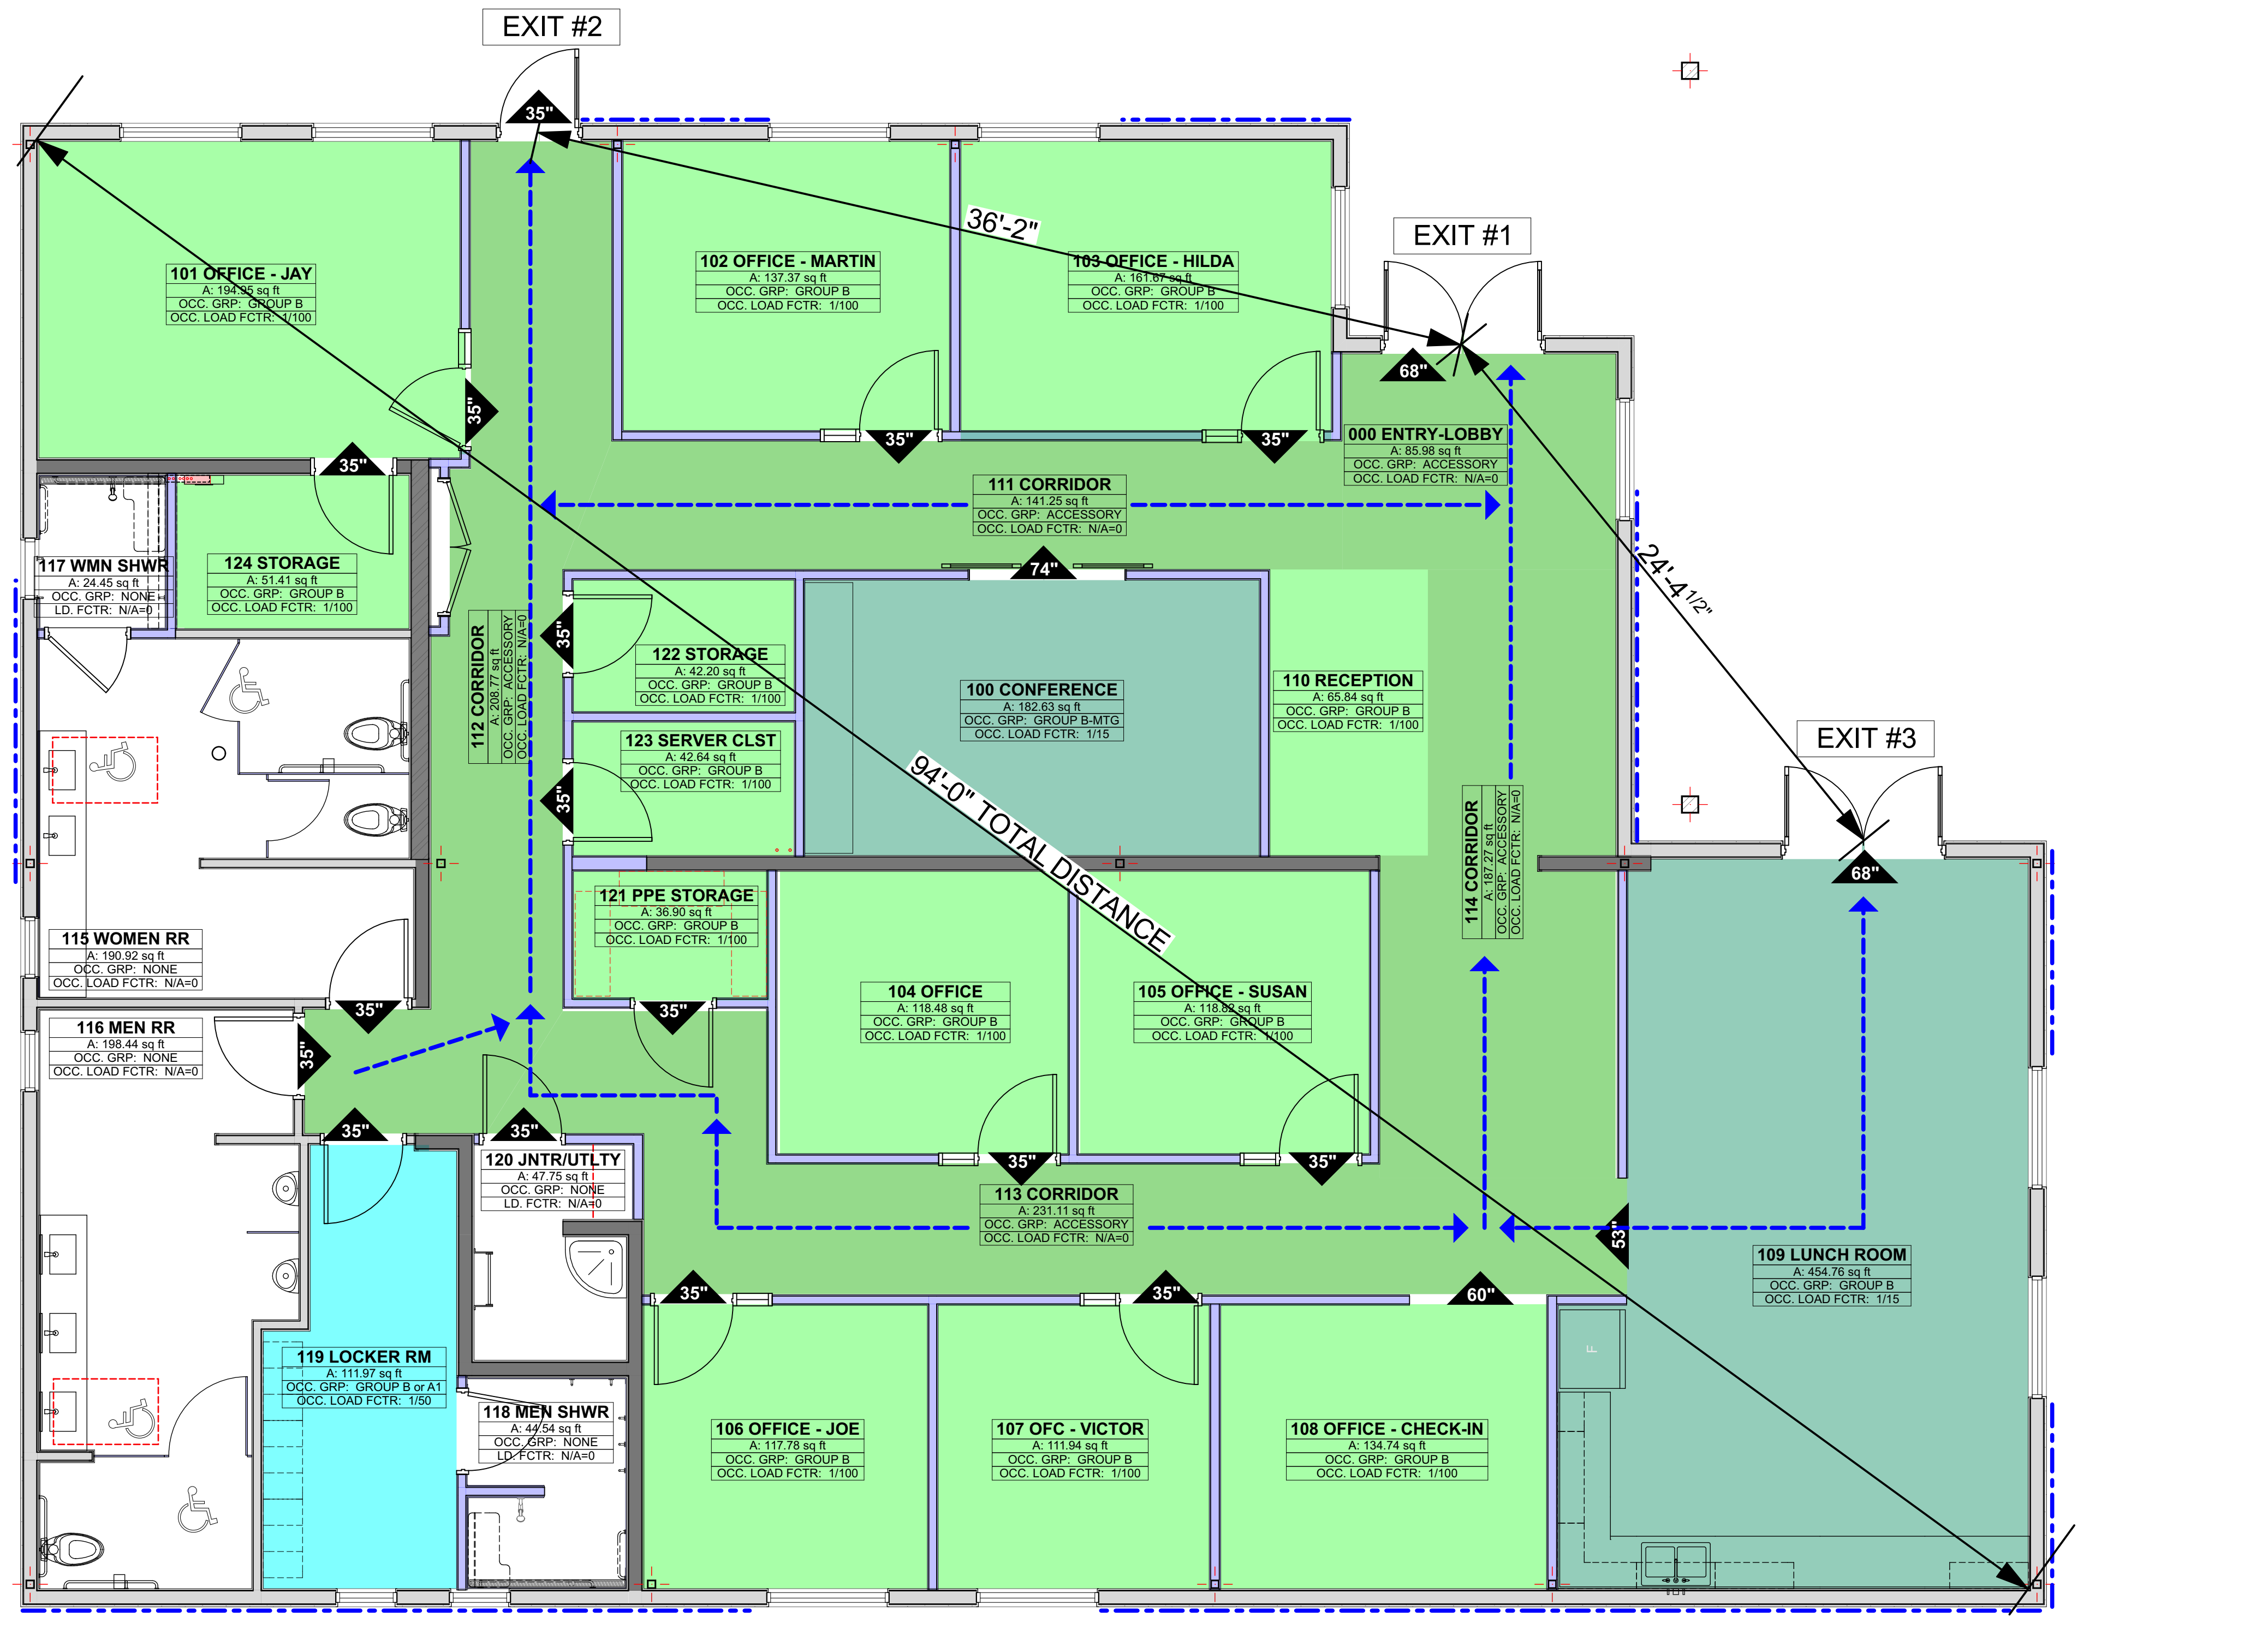 EXIT #2
35"
36'-2"
EXIT #1
68"
101 OFFICE - JAY
A: 194.95 sq ft
OCC. GRP: GROUP B
OCC. LOAD FCTR: 1/100
102 OFFICE - MARTIN
A: 137.37 sq ft
OCC. GRP: GROUP B
OCC. LOAD FCTR: 1/100
103 OFFICE - HILDA
A: 161.67 sq ft
OCC. GRP: GROUP B
OCC. LOAD FCTR: 1/100
35"
35"
35"
35"
000 ENTRY-LOBBY
A: 85.98 sq ft
OCC. GRP: ACCESSORY
OCC. LOAD FCTR: N/A=0
111 CORRIDOR
A: 141.25 sq ft
OCC. GRP: ACCESSORY
OCC. LOAD FCTR: N/A=0
117 WMN SHWR
A: 24.45 sq ft
OCC. GRP: NONE
LD. FCTR: N/A=0
124 STORAGE
A: 51.41 sq ft
OCC. GRP: GROUP B
OCC. LOAD FCTR: 1/100
74"
24'-4 1/2"
112 CORRIDOR
A: 208.77 sq ft
OCC. GRP: ACCESSORY
OCC. LOAD FCTR: N/A=0
35"
122 STORAGE
A: 42.20 sq ft
OCC. GRP: GROUP B
OCC. LOAD FCTR: 1/100
100 CONFERENCE
A: 182.63 sq ft
OCC. GRP: GROUP B-MTG
OCC. LOAD FCTR: 1/15
110 RECEPTION
A: 65.84 sq ft
OCC. GRP: GROUP B
OCC. LOAD FCTR: 1/100
EXIT #3
35"
123 SERVER CLST
A: 42.64 sq ft
OCC. GRP: GROUP B
OCC. LOAD FCTR: 1/100
94'-0" TOTAL DISTANCE
114 CORRIDOR
A: 187.27 sq ft
OCC. GRP: ACCESSORY
OCC. LOAD FCTR: N/A=0
68"
121 PPE STORAGE
A: 36.90 sq ft
OCC. GRP: GROUP B
OCC. LOAD FCTR: 1/100
115 WOMEN RR
A: 190.92 sq ft
OCC. GRP: NONE
OCC. LOAD FCTR: N/A=0
104 OFFICE
A: 118.48 sq ft
OCC. GRP: GROUP B
OCC. LOAD FCTR: 1/100
105 OFFICE - SUSAN
A: 118.82 sq ft
OCC. GRP: GROUP B
OCC. LOAD FCTR: 1/100
35"
35"
116 MEN RR
A: 198.44 sq ft
OCC. GRP: NONE
OCC. LOAD FCTR: N/A=0
35"
35"
35"
35"
35"
120 JNTR/UTLTY
A: 47.75 sq ft
OCC. GRP: NONE
LD. FCTR: N/A=0
113 CORRIDOR
A: 231.11 sq ft
OCC. GRP: ACCESSORY
OCC. LOAD FCTR: N/A=0
53"
109 LUNCH ROOM
A: 454.76 sq ft
OCC. GRP: GROUP B
OCC. LOAD FCTR: 1/15
35"
35"
60"
F
119 LOCKER RM
A: 111.97 sq ft
OCC. GRP: GROUP B or A1
OCC. LOAD FCTR: 1/50
118 MEN SHWR
A: 44.54 sq ft
OCC. GRP: NONE
LD. FCTR: N/A=0
106 OFFICE - JOE
A: 117.78 sq ft
OCC. GRP: GROUP B
OCC. LOAD FCTR: 1/100
107 OFC - VICTOR
A: 111.94 sq ft
OCC. GRP: GROUP B
OCC. LOAD FCTR: 1/100
108 OFFICE - CHECK-IN
A: 134.74 sq ft
OCC. GRP: GROUP B
OCC. LOAD FCTR: 1/100